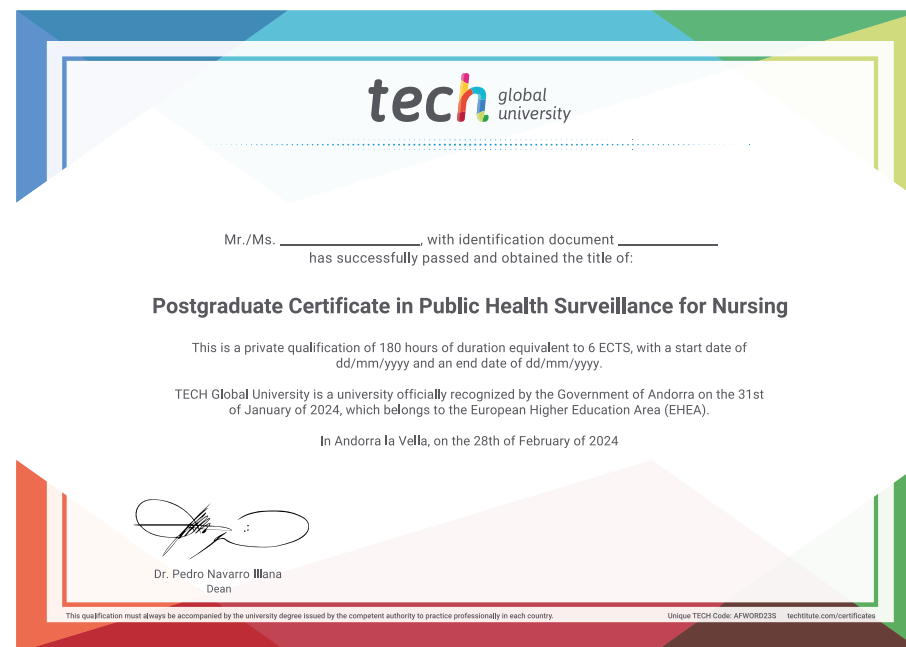 tech global university
Mr./Ms. ____________, with identification document ____________
has successfully passed and obtained the title of:
Postgraduate Certificate in Public Health Surveillance for Nursing
This is a private qualification of 180 hours of duration equivalent to 6 ECTS, with a start date of
dd/mm/yyyy and an end date of dd/mm/yyyy.
TECH Global University is a university officially recognized by the Government of Andorra on the 31st
of January of 2024, which belongs to the European Higher Education Area (EHEA).
In Andorra la Vella, on the 28th of February of 2024
Dr. Pedro Navarro Illana
Dean
This qualification must always be accompanied by the university degree issued by the competent authority to practice professionally in each country.
Unique TECH Code: AFWORD23S techtitute.com/certificates